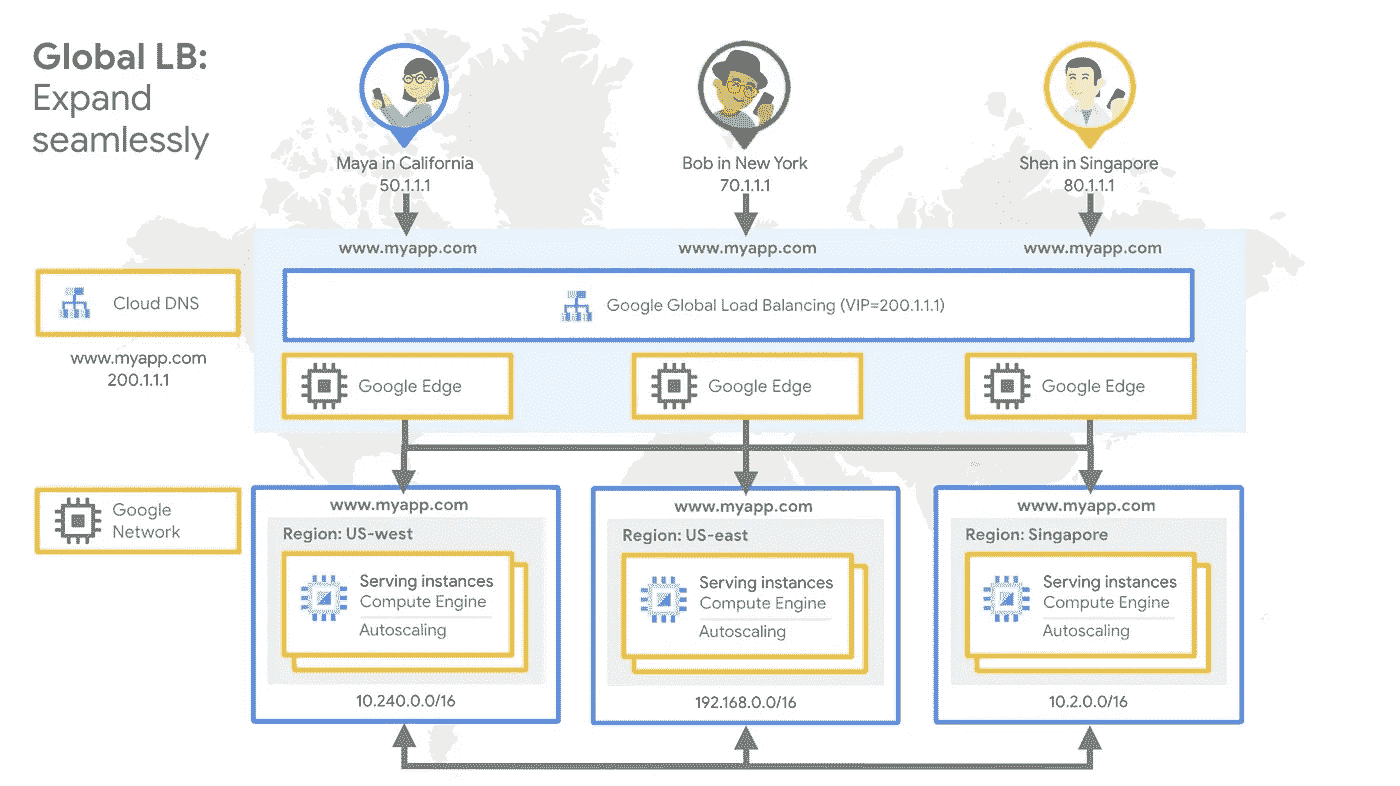 Global LB:
Expand
seamlessly
Maya in California
50.1.1.1
Bob in New York
70.1.1.1
Shen in Singapore
80.1.1.1
www.myapp.com
www.myapp.com
www.myapp.com
Cloud DNS
www.myapp.com
200.1.1.1
Google Global Load Balancing (VIP=200.1.1.1)
Google Edge
Google Edge
Google Edge
Google
Network
www.myapp.com
Region: US-west
Serving instances
Compute Engine
Autoscaling
10.240.0.0/16
www.myapp.com
Region: US-east
Serving instances
Compute Engine
Autoscaling
192.168.0.0/16
www.myapp.com
Region: Singapore
Serving instances
Compute Engine
Autoscaling
10.2.0.0/16